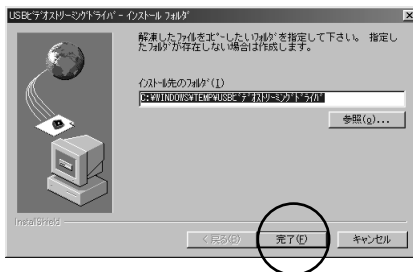 USBﾋﾞﾃﾞｵｽﾄﾘｰﾐﾝｸﾞﾄﾞﾗｲﾊﾞ - ｲﾝｽﾄｰﾙ ﾌｫﾙﾀﾞ
解凍したﾌｧｲﾙをｺﾋﾟｰしたいﾌｫﾙﾀﾞを指定して下さい。 指定し
たﾌｫﾙﾀﾞが存在しない場合は作成します。
ｲﾝｽﾄｰﾙ先のﾌｫﾙﾀﾞ(I)
C:¥WINDOWS¥TEMP¥USBﾋﾞﾃﾞｵｽﾄﾘｰﾐﾝｸﾞﾄﾞﾗｲﾊﾞ
参照(o)...
InstallShield
< 戻る(B)
完了(F)
キャンセル